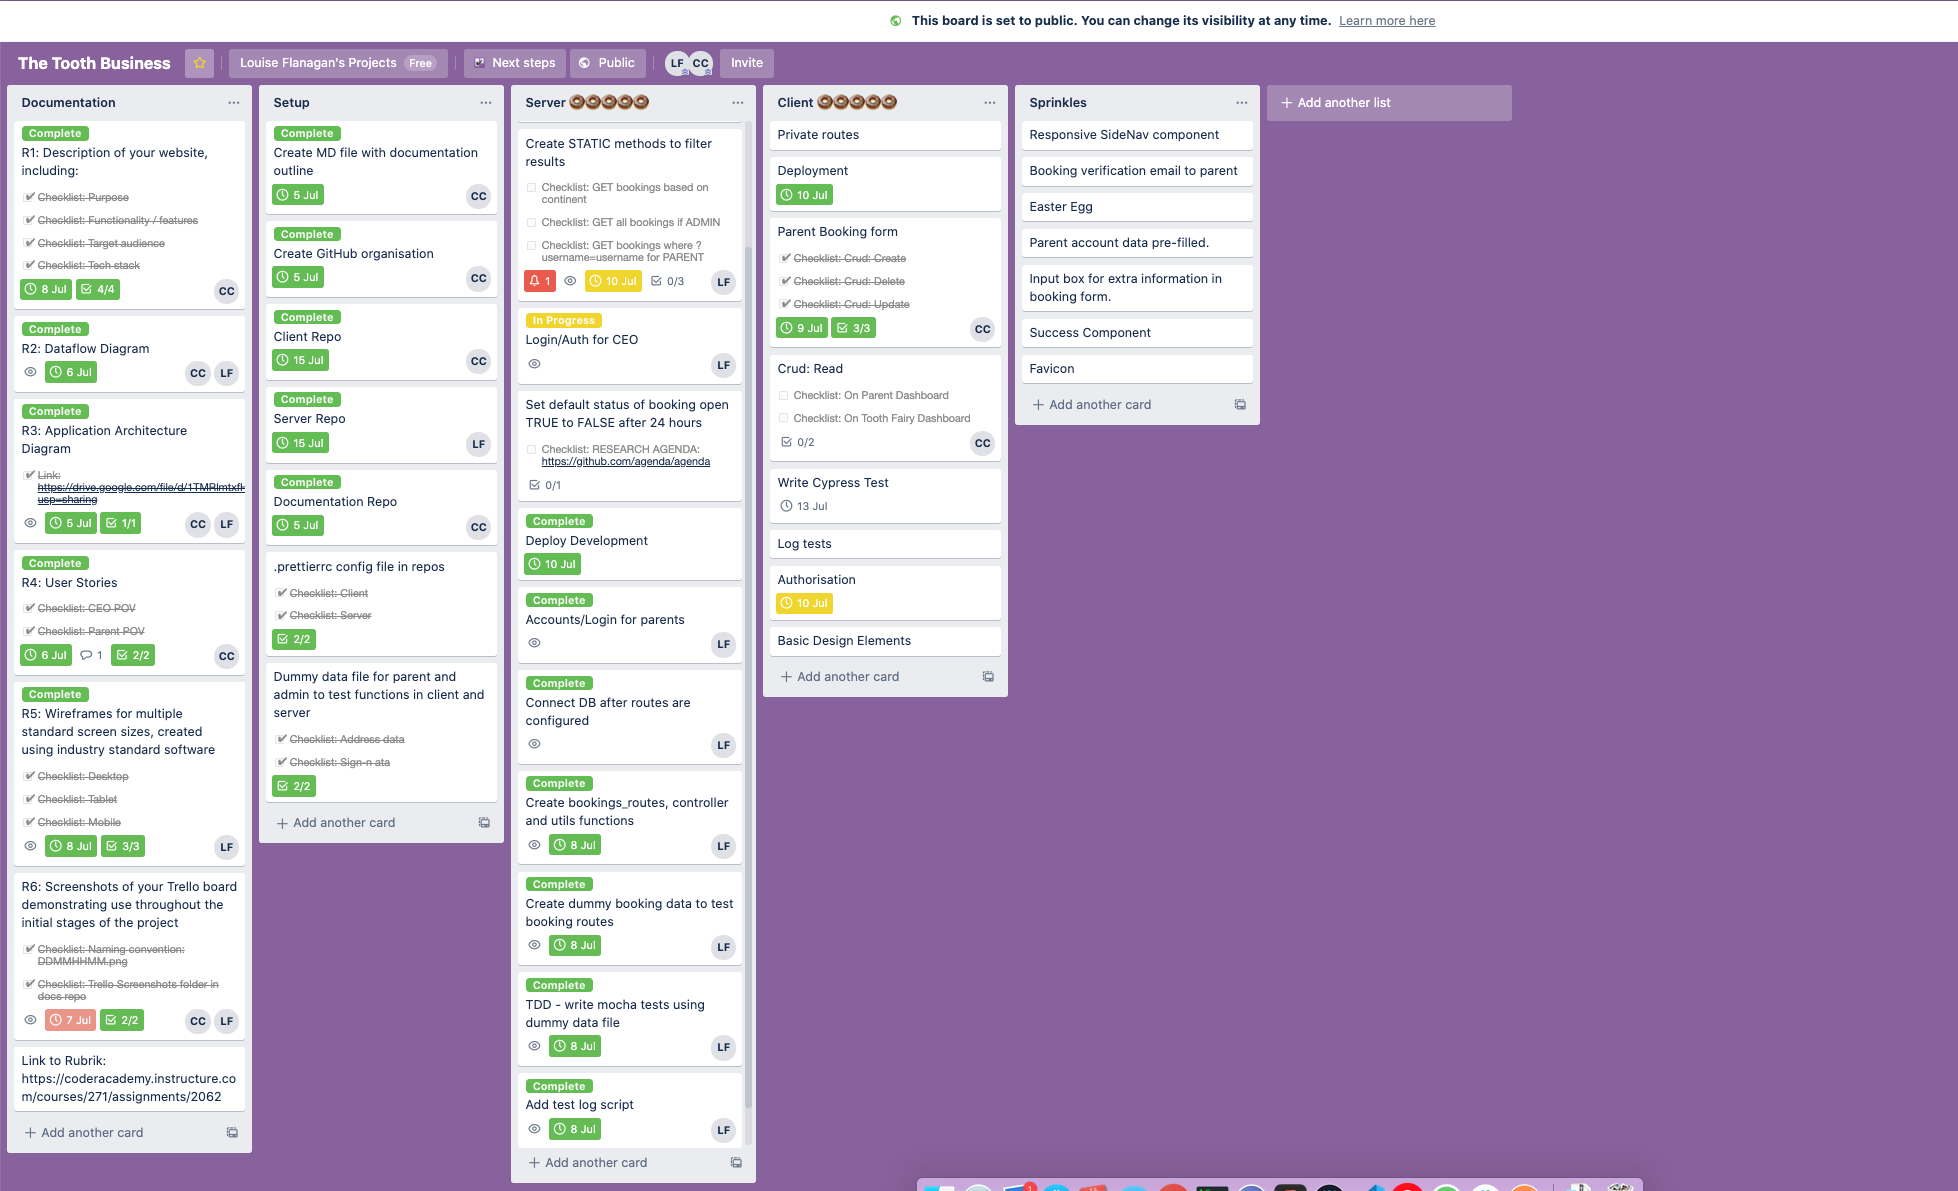 This board is set to public. You can change its visibility at any time. Learn more here
The Tooth Business
Louise Flanagan's Projects Free
Next steps
Public
LF
CC
Invite
Documentation
Complete
R1: Description of your website,
including:
Checklist: Purpose
Checklist: Functionality / features
Checklist: Target audience
Checklist: Tech stack
8 Jul
4/4
CC
Complete
R2: Dataflow Diagram
6 Jul
CC
LF
Complete
R3: Application Architecture
Diagram
Link:
usp=sharing
5 Jul
1/1
CC
LF
Complete
R4: User Stories
Checklist: CEO POV
Checklist: Parent POV
6 Jul
1
2/2
CC
Complete
R5: Wireframes for multiple
standard screen sizes, created
using industry standard software
Checklist: Desktop
Checklist: Tablet
Checklist: Mobile
8 Jul
3/3
LF
R6: Screenshots of your Trello board
demonstrating use throughout the
initial stages of the project
Checklist: Naming convention:
DDMMHHMM.png
Checklist: Trello Screenshots folder in
docs repo
7 Jul
2/2
CC
LF
Link to Rubrik:
https://coderacademy.instructure.co
m/courses/271/assignments/2062
+ Add another card
Setup
Complete
Create MD file with documentation
outline
5 Jul
CC
Complete
Create GitHub organisation
5 Jul
CC
Complete
Client Repo
15 Jul
CC
Complete
Server Repo
15 Jul
LF
Complete
Documentation Repo
5 Jul
CC
.prettierrc config file in repos
Checklist: Client
Checklist: Server
2/2
Dummy data file for parent and
admin to test functions in client and
server
Checklist: Address data
Checklist: Sign-n ata
2/2
+ Add another card
Server 🍩🍩🍩🍩🍩
Create STATIC methods to filter
results
Checklist: GET bookings based on
continent
Checklist: GET all bookings if ADMIN
Checklist: GET bookings where ?
username=username for PARENT
1
10 Jul
0/3
LF
In Progress
Login/Auth for CEO
LF
Set default status of booking open
TRUE to FALSE after 24 hours
Checklist: RESEARCH AGENDA:
https://github.com/agenda/agenda
0/1
Complete
Deploy Development
10 Jul
Complete
Accounts/Login for parents
LF
Complete
Connect DB after routes are
configured
LF
Complete
Create bookings_routes, controller
and utils functions
8 Jul
LF
Complete
Create dummy booking data to test
booking routes
8 Jul
LF
Complete
TDD - write mocha tests using
dummy data file
8 Jul
LF
Complete
Add test log script
8 Jul
LF
+ Add another card
Client 🍩🍩🍩🍩🍩
Private routes
Deployment
10 Jul
Parent Booking form
Checklist: Crud: Create
Checklist: Crud: Delete
Checklist: Crud: Update
9 Jul
3/3
CC
Crud: Read
Checklist: On Parent Dashboard
Checklist: On Tooth Fairy Dashboard
0/2
CC
Write Cypress Test
13 Jul
Log tests
Authorisation
10 Jul
Basic Design Elements
+ Add another card
Sprinkles
Responsive SideNav component
Booking verification email to parent
Easter Egg
Parent account data pre-filled.
Input box for extra information in
booking form.
Success Component
Favicon
+ Add another card
+ Add another list
1